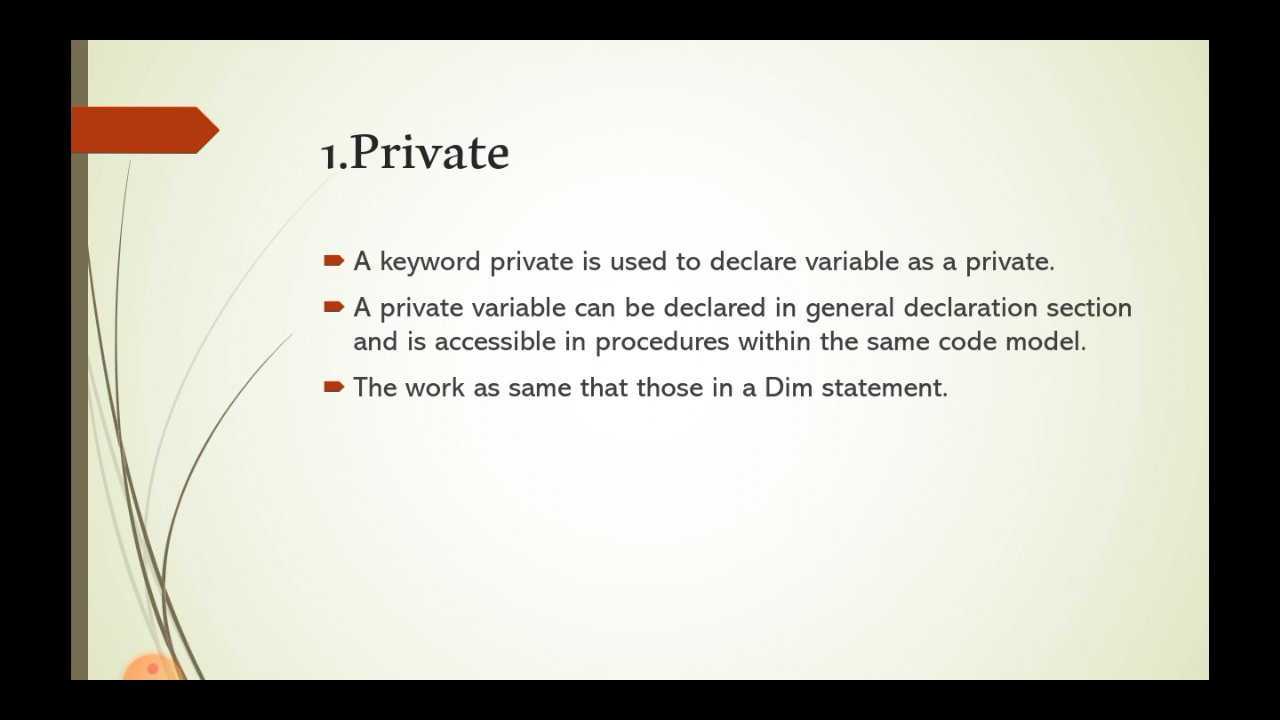 1.Private
A keyword private is used to declare variable as a private.
A private variable can be declared in general declaration section
and is accessible in procedures within the same code model.
The work as same that those in a Dim statement.